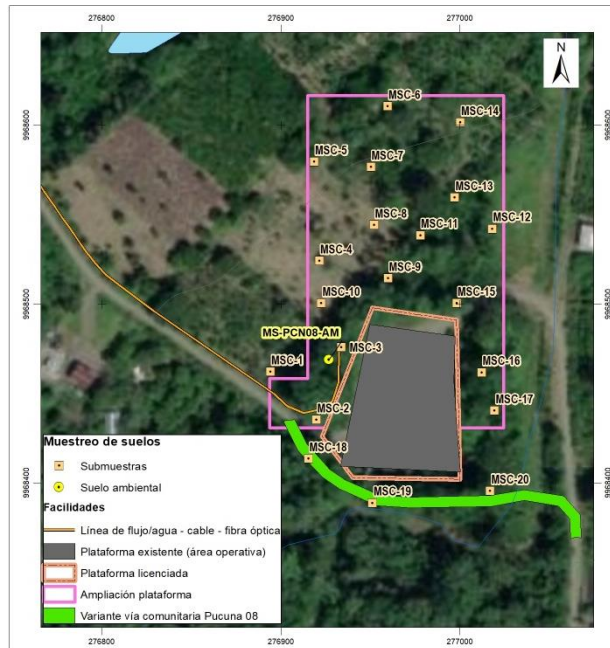 276800 276900 277000
N
MSC-6
MSC-14
9968600 9968600
MSC-5
MSC-7
MSC-13
MSC-8
MSC-11
MSC-12
MSC-4
MSC-9
MSC-10
MSC-15
9968500 9968500
MS-PCN08-AM
MSC-3
MSC-1
MSC-16
MSC-2
MSC-17
MSC-18
MSC-20
MSC-19
9968400
Muestreo de suelos
Submuestras
Suelo ambiental
Facilidades
Línea de flujo/agua - cable - fibra óptica
Plataforma existente (área operativa)
Plataforma licenciada
Ampliación plataforma
Variante vía comunitaria Pucuna 08
276800 276900 277000